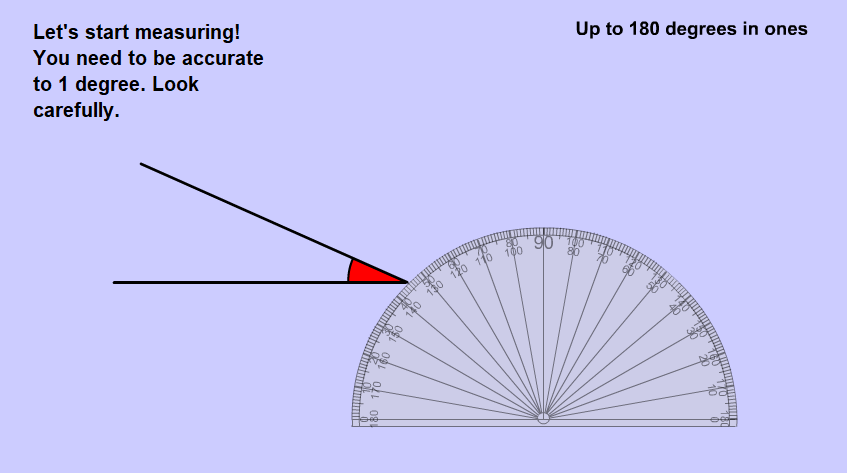 Let's start measuring!
You need to be accurate
to 1 degree. Look
carefully.
Up to 180 degrees in ones
0 10 20 30 40 50 60 70 80 90 100 110 120 130 140 150 160 170 180
180 170 160 150 140 130 120 110 100 80 70 60 50 40 30 20 10 0